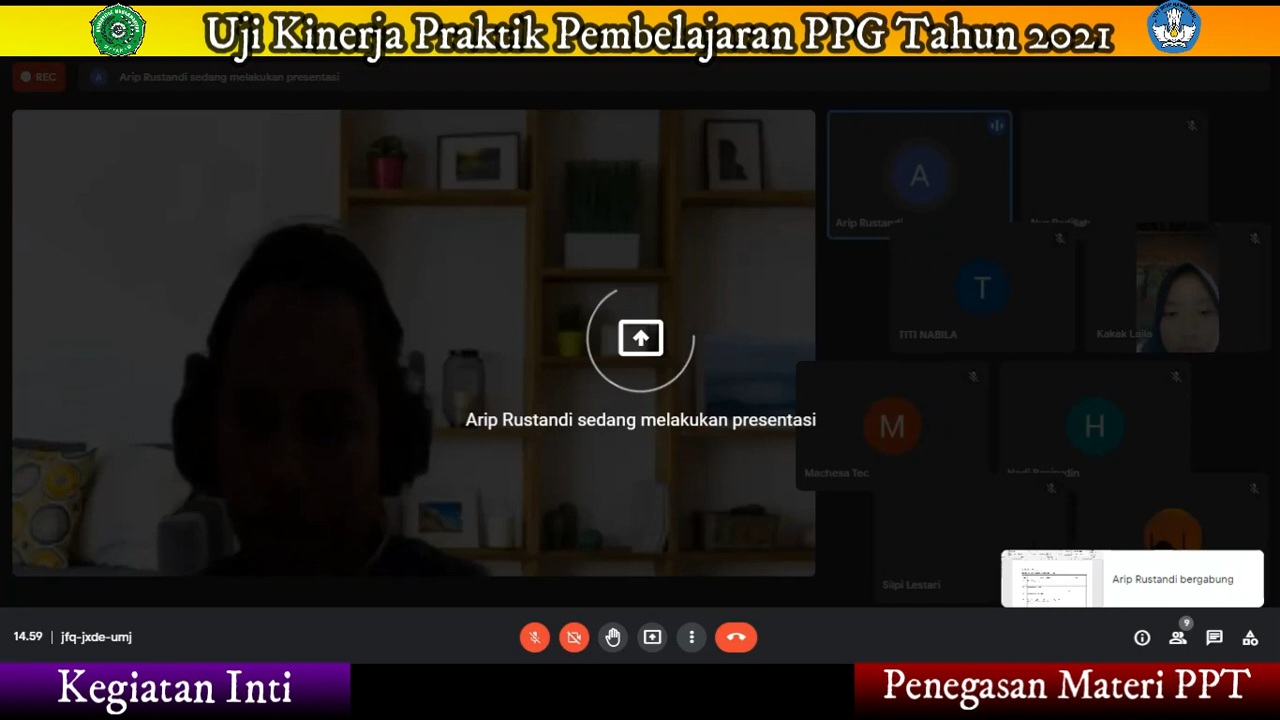 Uji Kinerja Praktik Pembelajaran PPG Tahun 2021
REC
A
Arip Rustandi sedang melakukan presentasi
A
Arip Rustandi
T
TITI NABILA
Kakak Laila
Arip Rustandi sedang melakukan presentasi
M
Machesa Tec
H
Silpi Lestari
Arip Rustandi bergabung
14.59 | jfq-jxde-umj
9
Kegiatan Inti
Penegasan Materi PPT